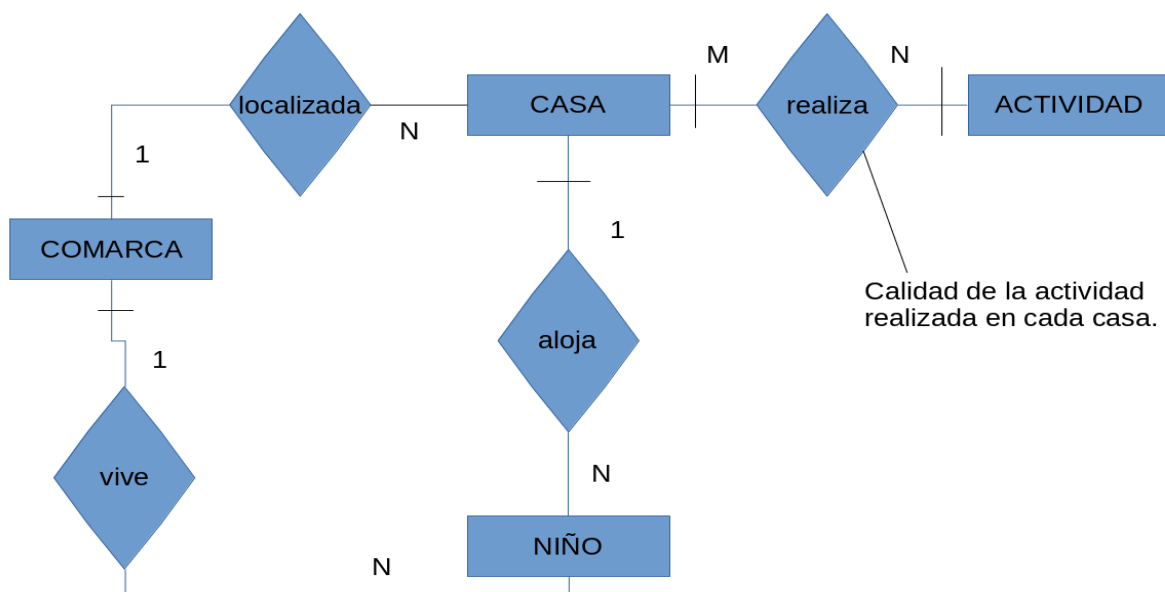 M
N
localizada
CASA
realiza
ACTIVIDAD
N
1
1
COMARCA
Calidad de la actividad
realizada en cada casa.
aloja
1
vive
N
NIÑO
N